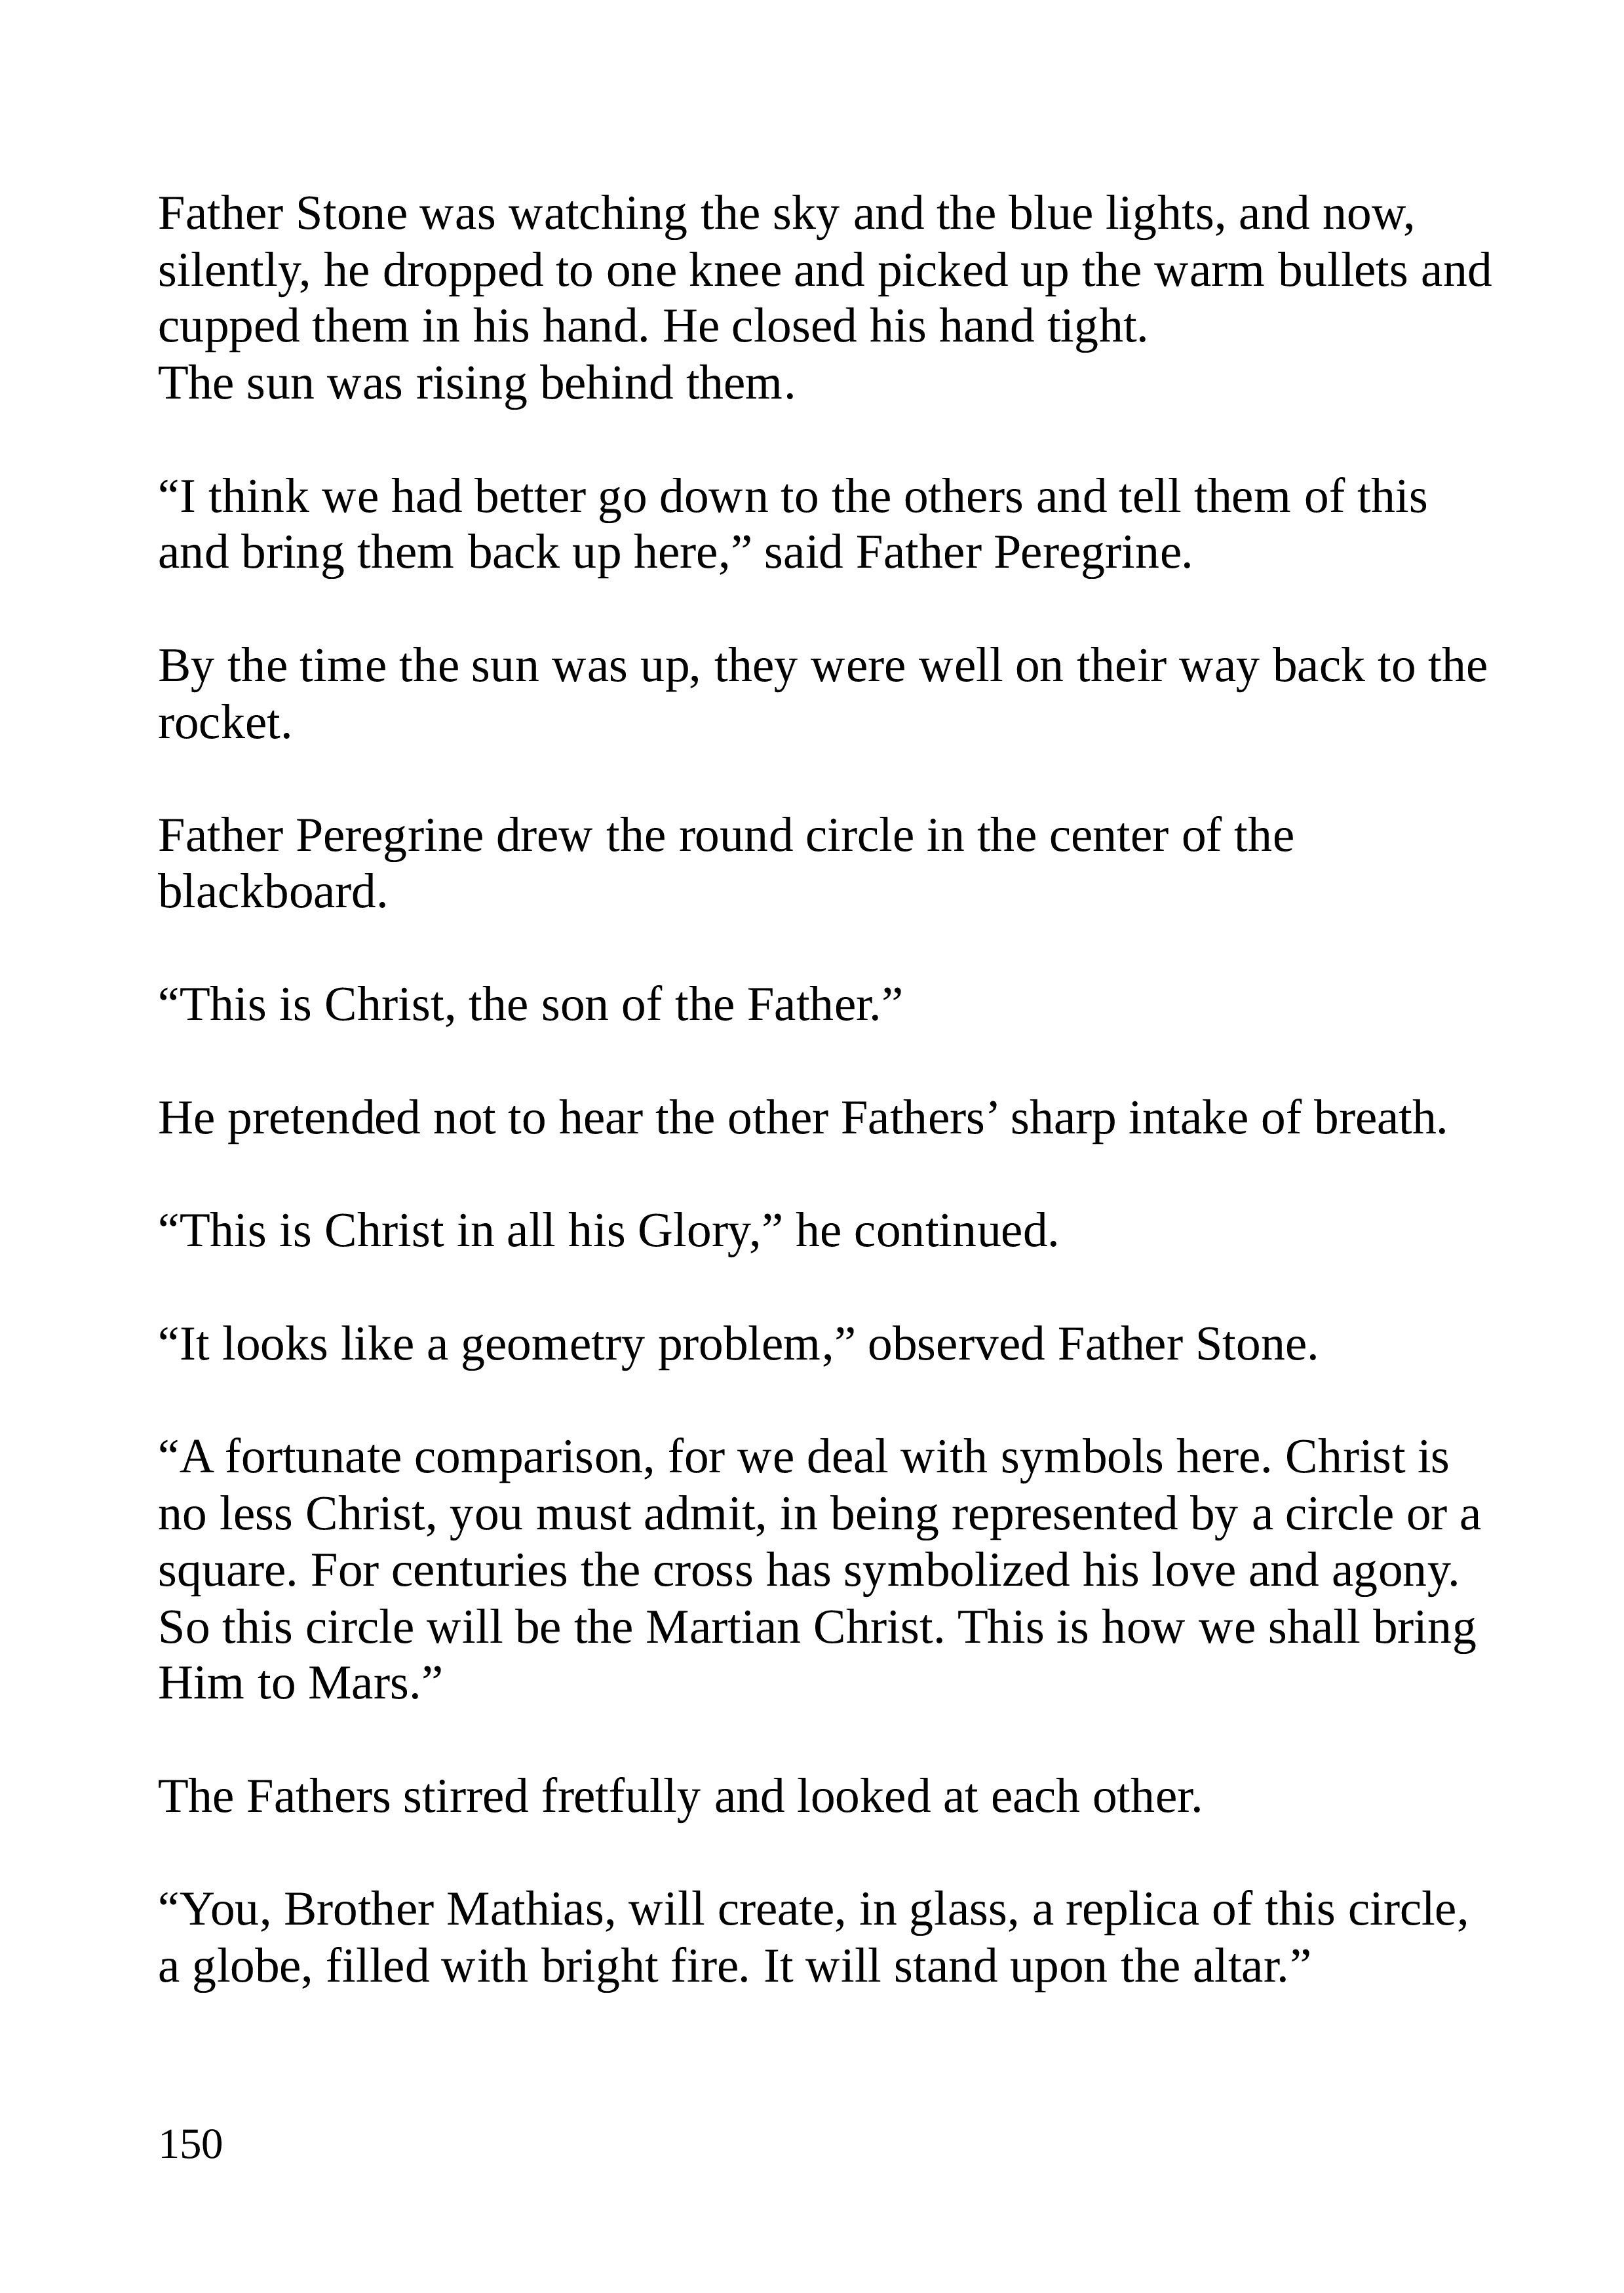 Father Stone was watching the sky and the blue lights, and now,
silently, he dropped to one knee and picked up the warm bullets and
cupped them in his hand. He closed his hand tight.
The sun was rising behind them.
“I think we had better go down to the others and tell them of this
and bring them back up here,” said Father Peregrine.
By the time the sun was up, they were well on their way back to the
rocket.
Father Peregrine drew the round circle in the center of the
blackboard.
“This is Christ, the son of the Father.”
He pretended not to hear the other Fathers’ sharp intake of breath.
“This is Christ in all his Glory,” he continued.
“It looks like a geometry problem,” observed Father Stone.
“A fortunate comparison, for we deal with symbols here. Christ is
no less Christ, you must admit, in being represented by a circle or a
square. For centuries the cross has symbolized his love and agony.
So this circle will be the Martian Christ. This is how we shall bring
Him to Mars.”
The Fathers stirred fretfully and looked at each other.
“You, Brother Mathias, will create, in glass, a replica of this circle,
a globe, filled with bright fire. It will stand upon the altar.”
150